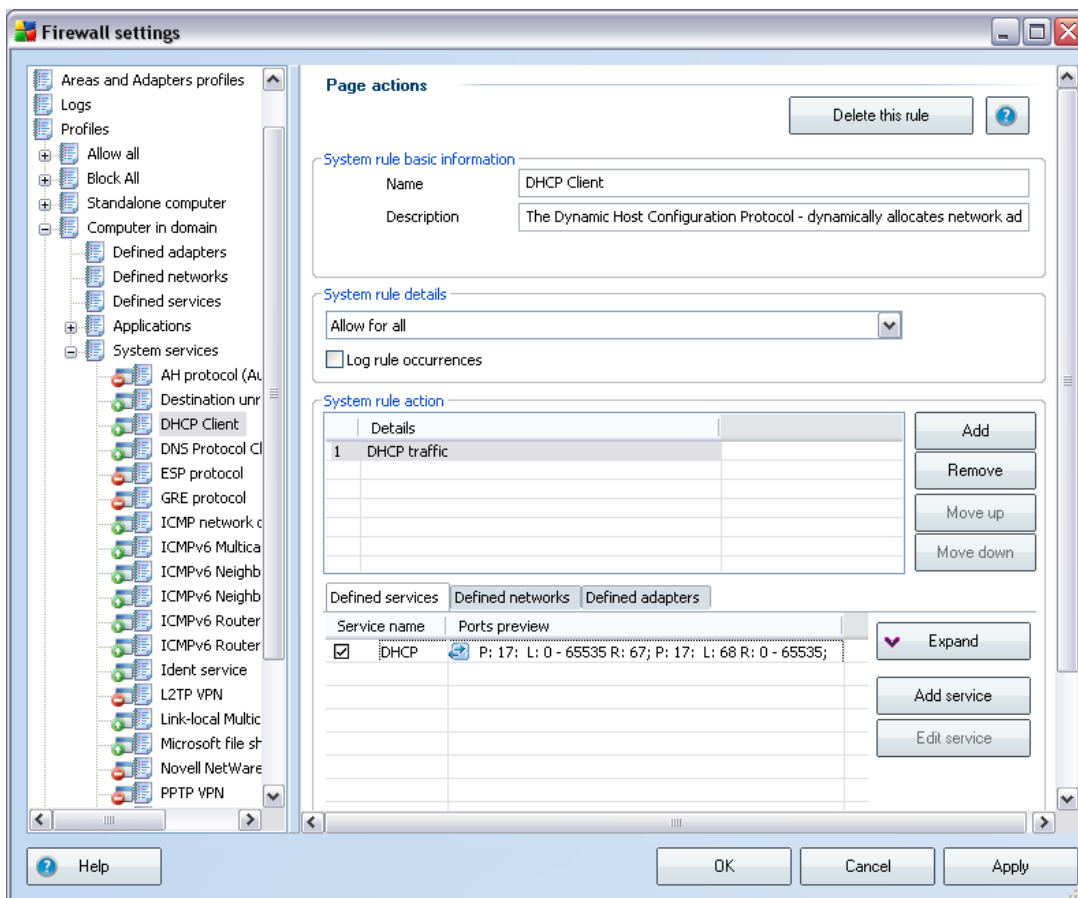 Firewall settings
Areas and Adapters profiles
Logs
Profiles
Allow all
Block All
Standalone computer
Computer in domain
Defined adapters
Defined networks
Defined services
Applications
System services
AH protocol (Au
Destination unr
DHCP Client
DNS Protocol Cl
ESP protocol
GRE protocol
ICMP network d
ICMPv6 Multica
ICMPv6 Neighb
ICMPv6 Neighb
ICMPv6 Router
ICMPv6 Router
Ident service
L2TP VPN
Link-local Multic
Microsoft file sh
Novell NetWare
PPTP VPN
Page actions
Delete this rule
System rule basic information
Name DHCP Client
Description The Dynamic Host Configuration Protocol - dynamically allocates network ad
System rule details
Allow for all
Log rule occurrences
System rule action
Details
1 DHCP traffic
Add
Remove
Move up
Move down
Defined services Defined networks Defined adapters
Service name Ports preview
DHCP P: 17: L: 0 - 65535 R: 67; P: 17: L: 68 R: 0 - 65535;
Expand
Add service
Edit service
Help
OK
Cancel
Apply